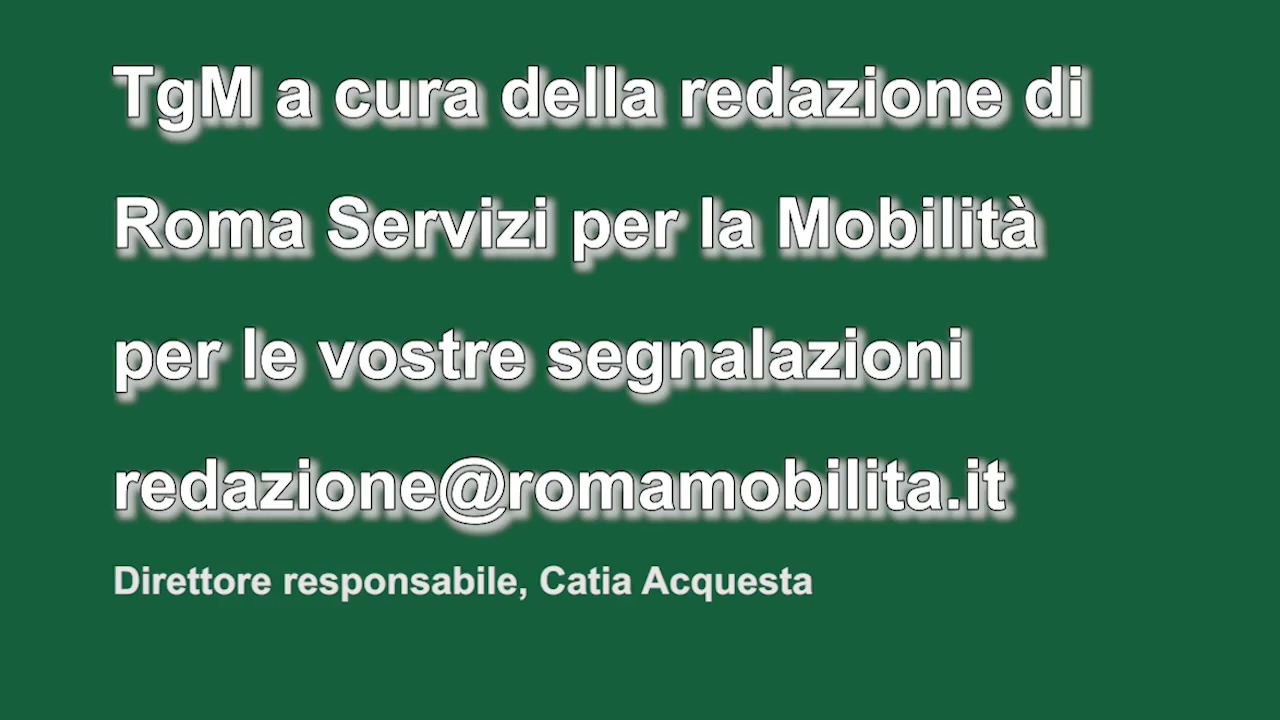 TgM a cura della redazione di
Roma Servizi per la Mobilità
per le vostre segnalazioni
redazione@romamobilita.it
Direttore responsabile, Catia Acquesta